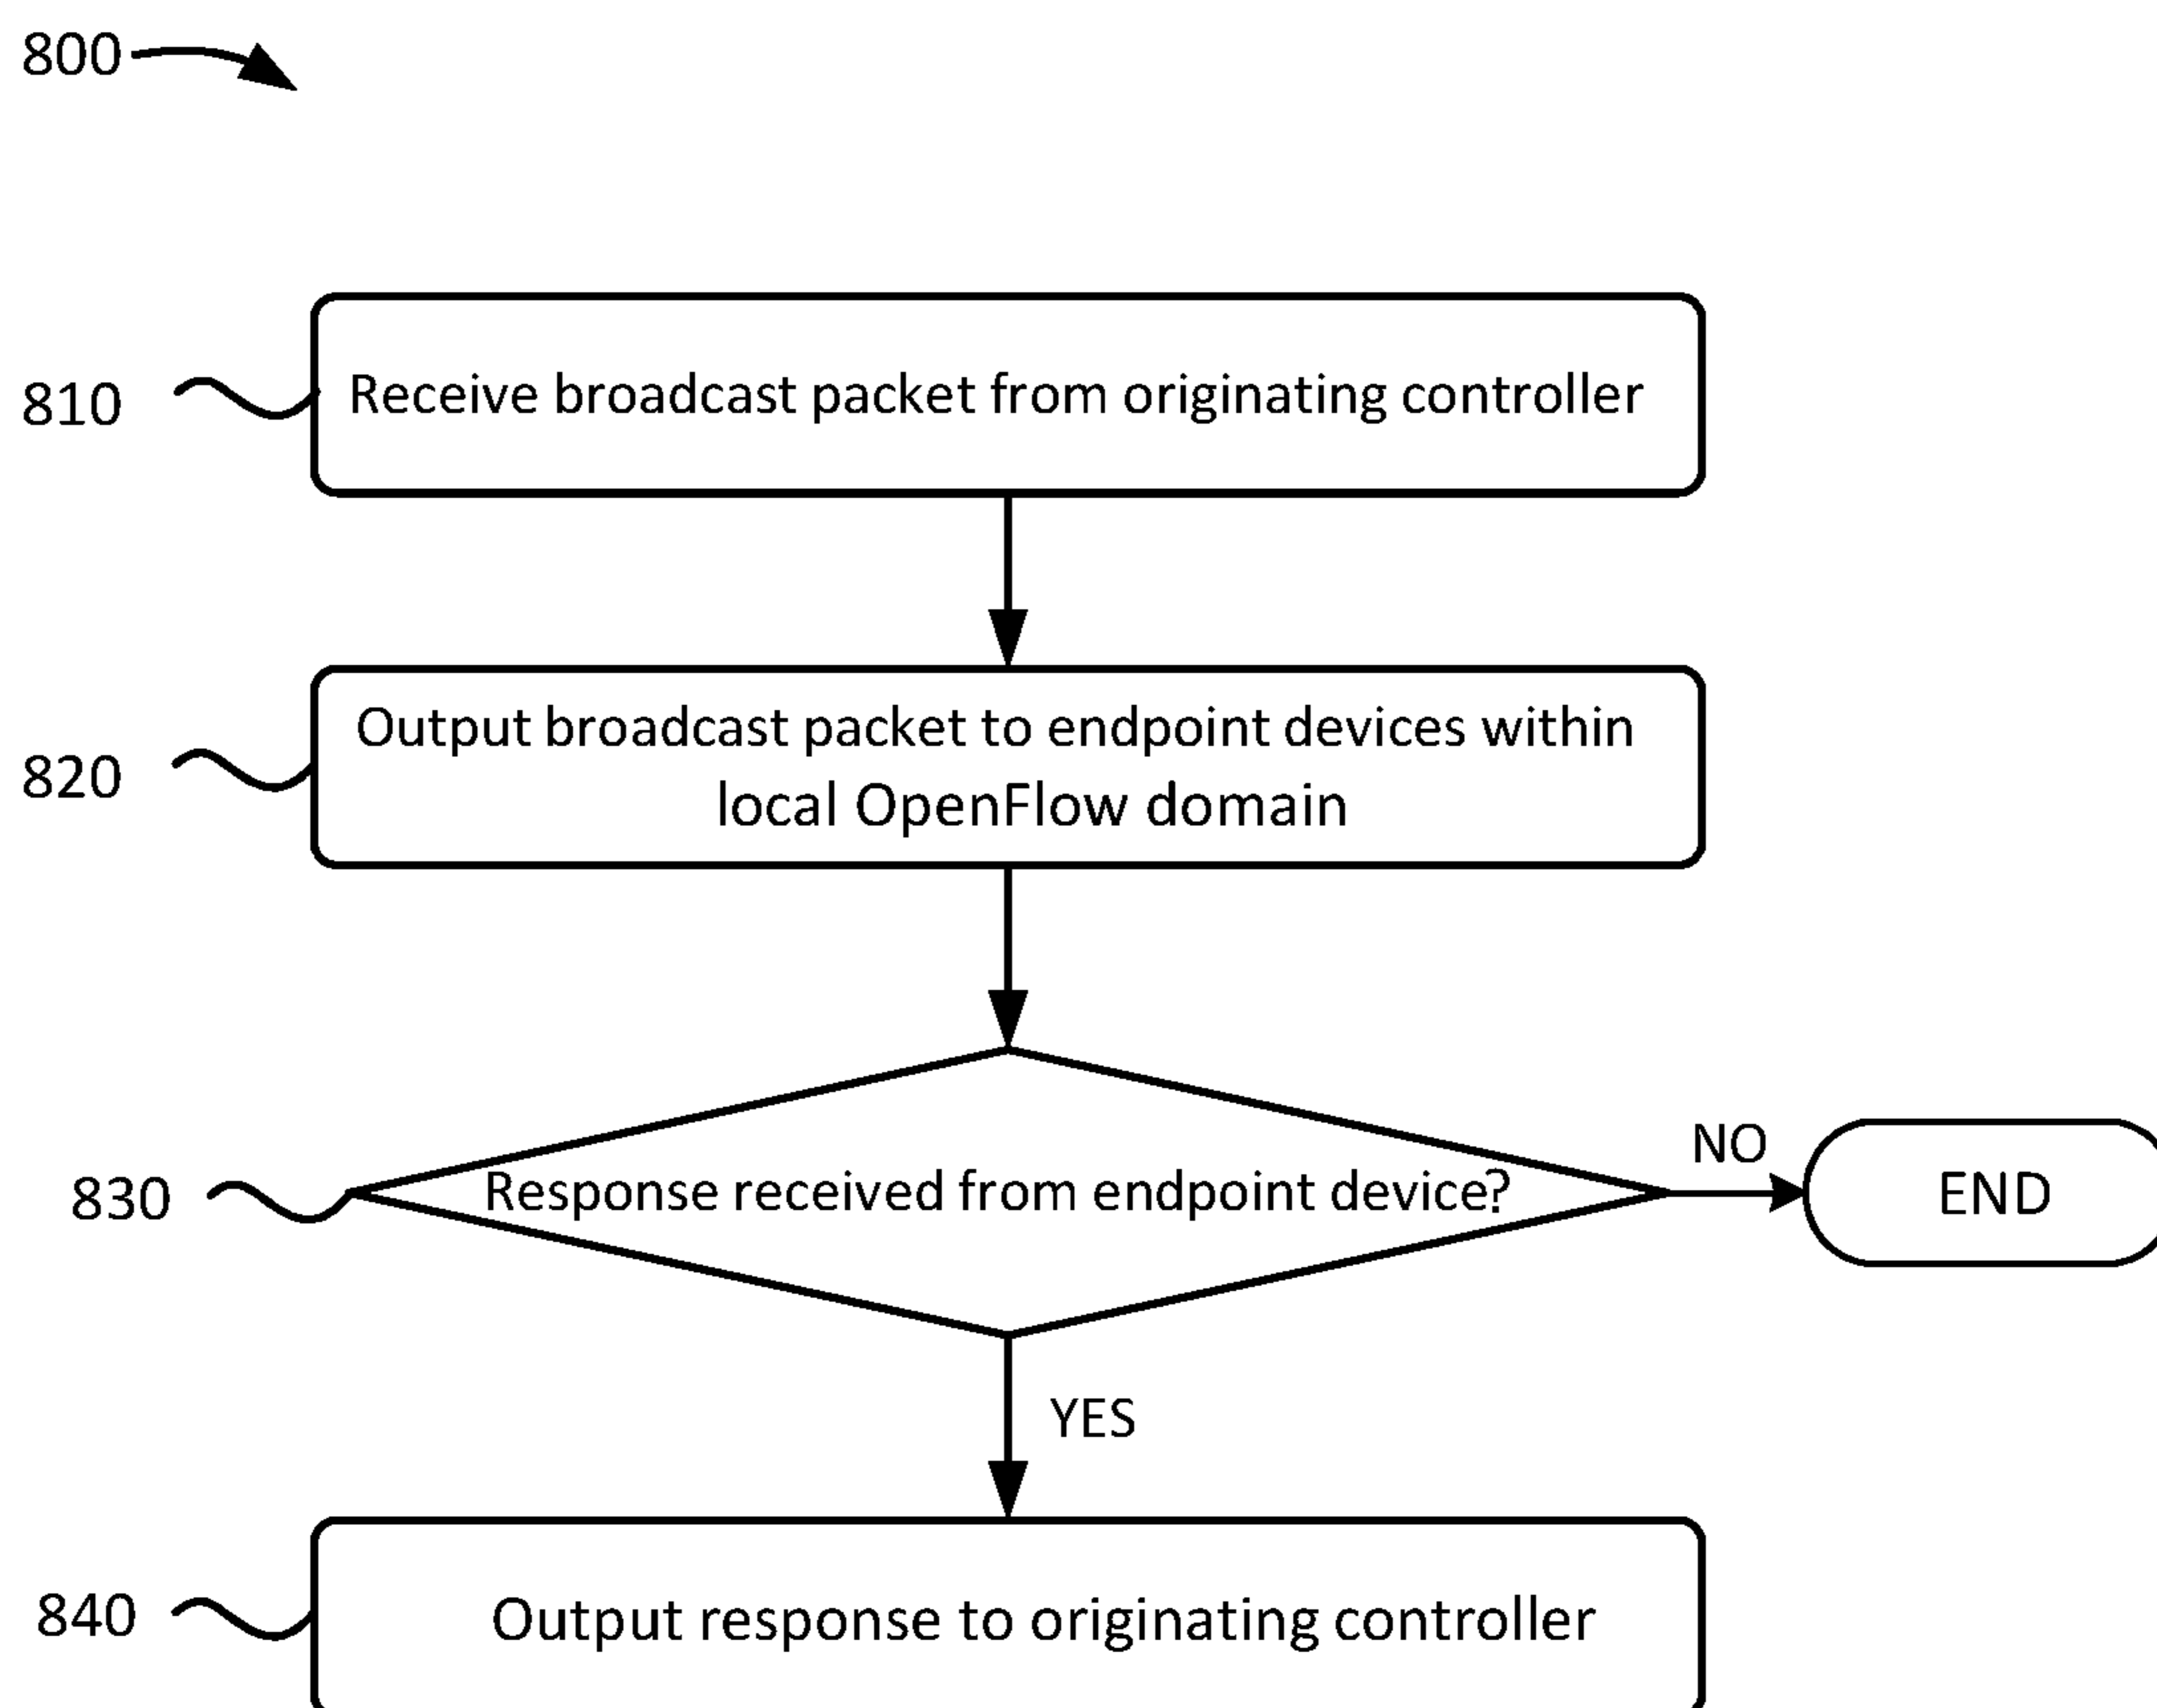 800
810
Receive broadcast packet from originating controller
820
Output broadcast packet to endpoint devices within
local OpenFlow domain
830
Response received from endpoint device?
NO
END
YES
840
Output response to originating controller